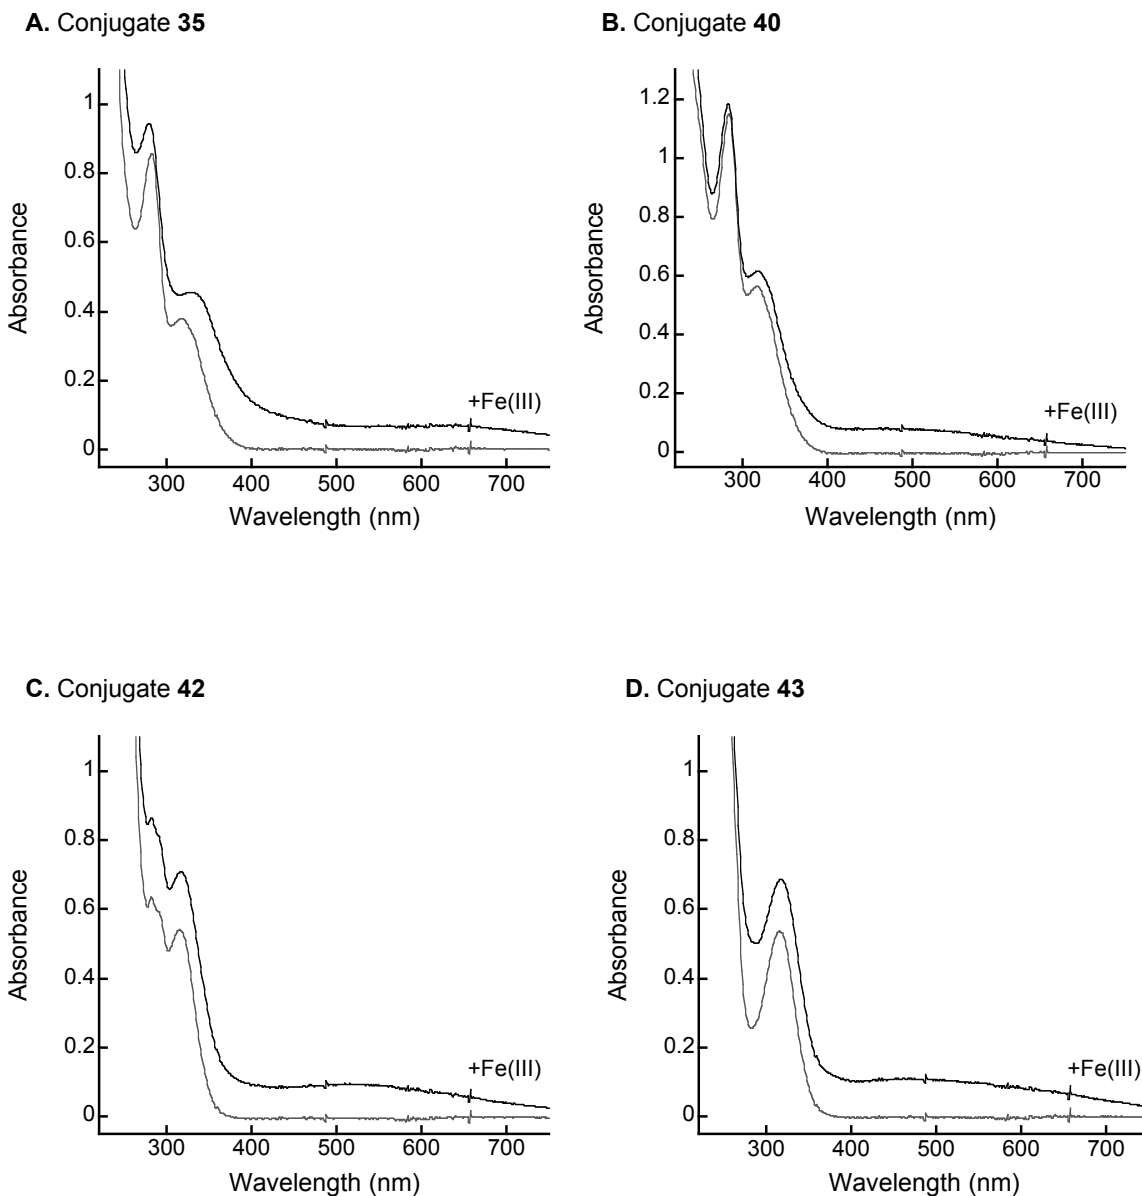 A. Conjugate 35
Absorbance
1
0.8
0.6
0.4
0.2
0
+Fe(III)
300 400 500 600 700
Wavelength (nm)
B. Conjugate 40
Absorbance
1.2
1
0.8
0.6
0.4
0.2
0
+Fe(III)
300 400 500 600 700
Wavelength (nm)
C. Conjugate 42
Absorbance
1
0.8
0.6
0.4
0.2
0
+Fe(III)
300 400 500 600 700
Wavelength (nm)
D. Conjugate 43
Absorbance
1
0.8
0.6
0.4
0.2
0
+Fe(III)
300 400 500 600 700
Wavelength (nm)